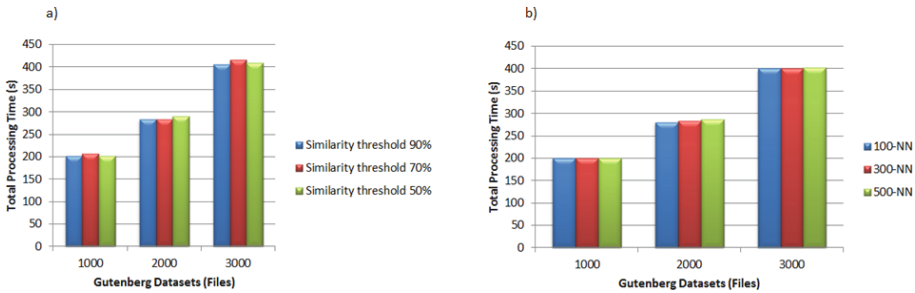 a)
Total Processing Time (s)
450
400
350
300
250
200
150
100
50
0
1000
2000
3000
Gutenberg Datasets (Files)
Similarity threshold 90%
Similarity threshold 70%
Similarity threshold 50%
b)
Total Processing Time (s)
450
400
350
300
250
200
150
100
50
0
1000
2000
3000
Gutenberg Datasets (Files)
100-NN
300-NN
500-NN